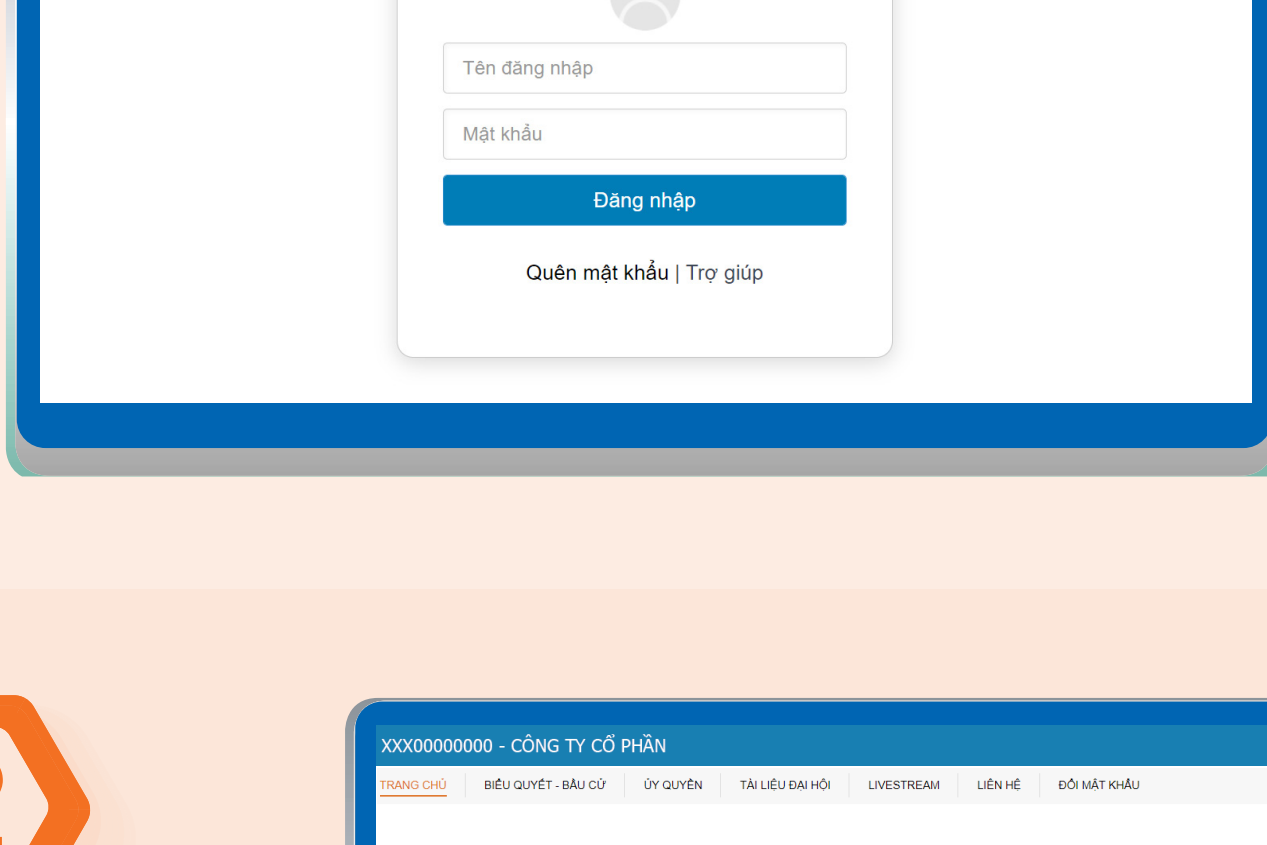 Tên đăng nhập
Mật khẩu
Đăng nhập
Quên mật khẩu | Trợ giúp
XXX00000000 - CÔNG TY CỔ PHẦN
TRANG CHỦ BIỂU QUYẾT - BẦU CỬ ỦY QUYỀN TÀI LIỆU ĐẠI HỘI LIVESTREAM LIÊN HỆ ĐỔI MẬT KHẨU